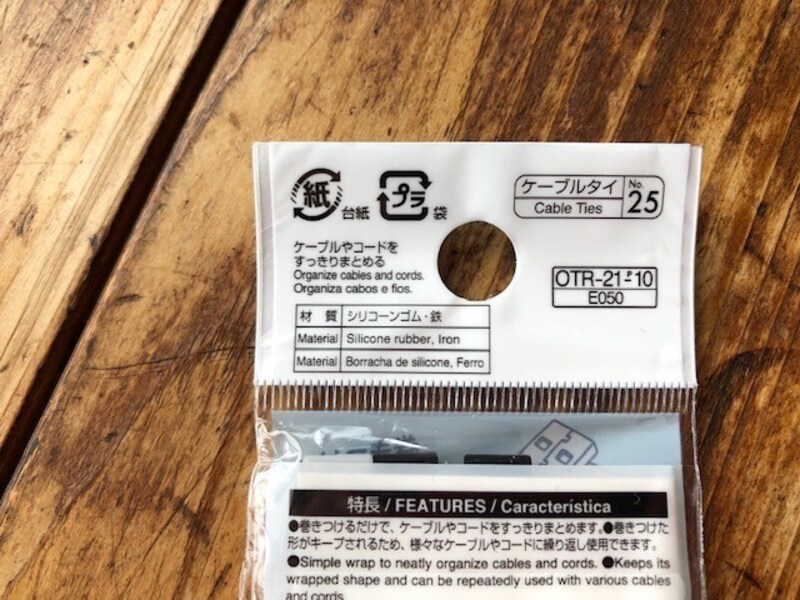 紙 台紙 プラ 袋
ケーブルタイ No. 25
Cable Ties
ケーブルやコードを
すっきりまとめる
Organize cables and cords.
Organiza cabos e fios.
OTR-21 10
E050
材 質 シリコーンゴム・鉄
Material Silicone rubber, Iron
Material Borracha de silicone, Ferro
特長 / FEATURES / Característica
●巻きつけるだけで、ケーブルやコードをすっきりまとめます。●巻きつけた
形がキープされるため、様々なケーブルやコードに繰り返し使用できます。
●Simple wrap to neatly organize cables and cords. ●Keeps its
wrapped shape and can be repeatedly used with various cables
and cords.